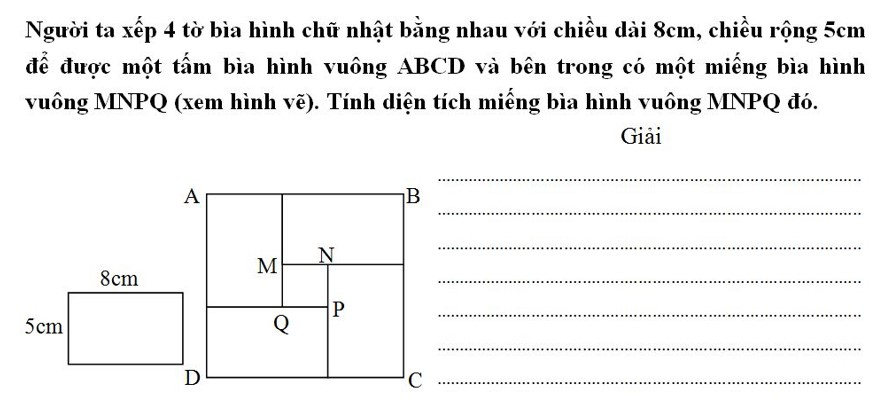 Người ta xếp 4 tờ bìa hình chữ nhật bằng nhau với chiều dài 8cm, chiều rộng 5cm
để được một tấm bìa hình vuông ABCD và bên trong có một miếng bìa hình
vuông MNPQ (xem hình vẽ). Tính diện tích miếng bìa hình vuông MNPQ đó.
Giải
A
B
M
N
8cm
5cm
Q
P
D
C